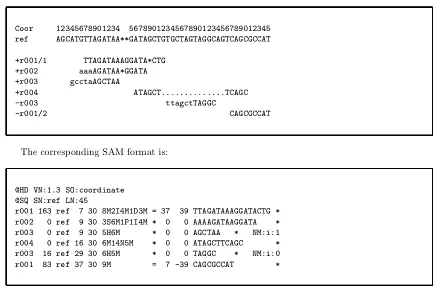 Coor     12345678901234  5678901234567890123456789012345
ref      AGCATGTTAGATAA**GATAGCTGTGCTAGTAGGCAGTCAGCGCCAT
+r001/1        TTAGATAAAGGATA*CTG
+r002         aaaAGATAA*GGATA
+r003       gcctaAGCTAA
+r004                     ATAGCT..............TCAGC
-r003                            ttagctTAGGC
-r001/2                                        CAGCGCCAT
The corresponding SAM format is:
@HD VN:1.3 SO:coordinate
@SQ SN:ref LN:45
r001 163 ref  7 30 8M2I4M1D3M = 37  39 TTAGATAAAGGATACTG *
r002   0 ref  9 30 3S6M1P1I4M *  0   0 AAAAGATAAGGATA    *
r003   0 ref  9 30 5H6M       *  0   0 AGCTAA    *   NM:i:1
r004   0 ref 16 30 6M14N5M    *  0   0 ATAGCTTCAGC       *
r003  16 ref 29 30 6H5M       *  0   0 TAGGC     *   NM:i:0
r001  83 ref 37 30 9M         =  7 -39 CAGCGCCAT         *